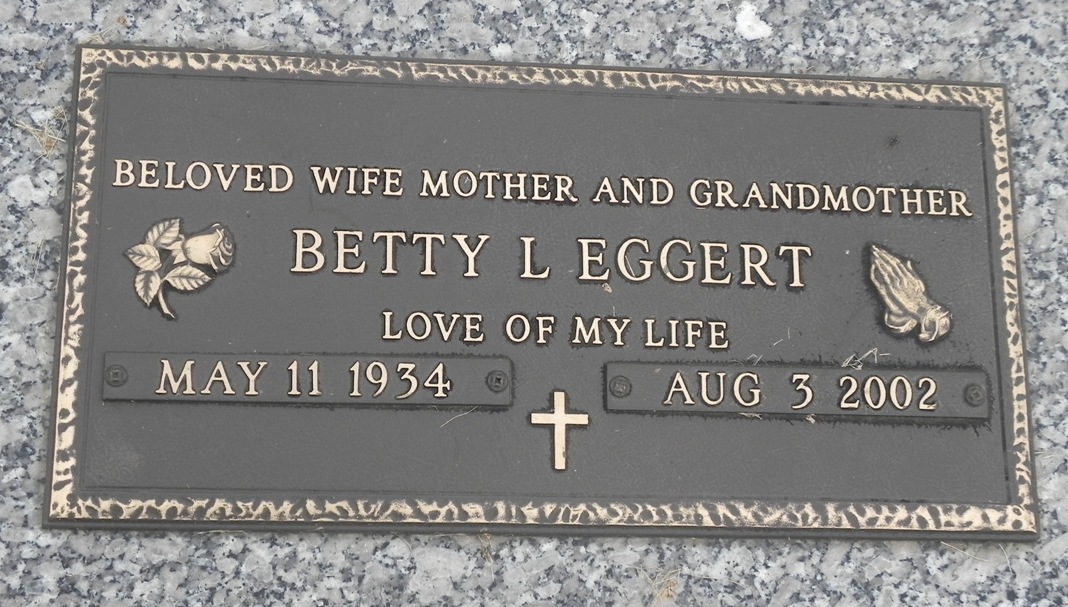 BELOVED WIFE MOTHER AND GRANDMOTHER
BETTY L EGGERT
LOVE OF MY LIFE
MAY 11 1934
AUG 3 2002